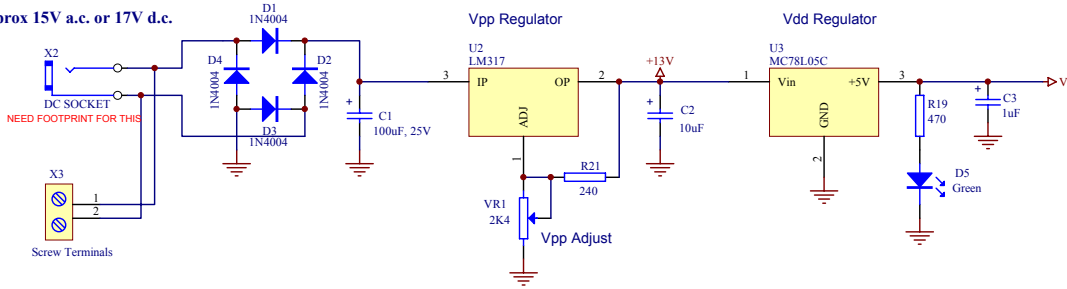 prox 15V a.c. or 17V d.c.
X2
DC SOCKET
NEED FOOTPRINT FOR THIS
X3
1
2
Screw Terminals
D1
1N4004
D4
1N4004
D2
1N4004
D3
1N4004
+
C1
100uF, 25V
Vpp Regulator
U2
LM317
3
IP
OP
2
ADJ
1
R21
240
VR1
2K4
Vpp Adjust
+13V
+
C2
10uF
Vdd Regulator
U3
MC78L05C
1
Vin
+5V
3
GND
2
R19
470
D5
Green
+
C3
1uF
V